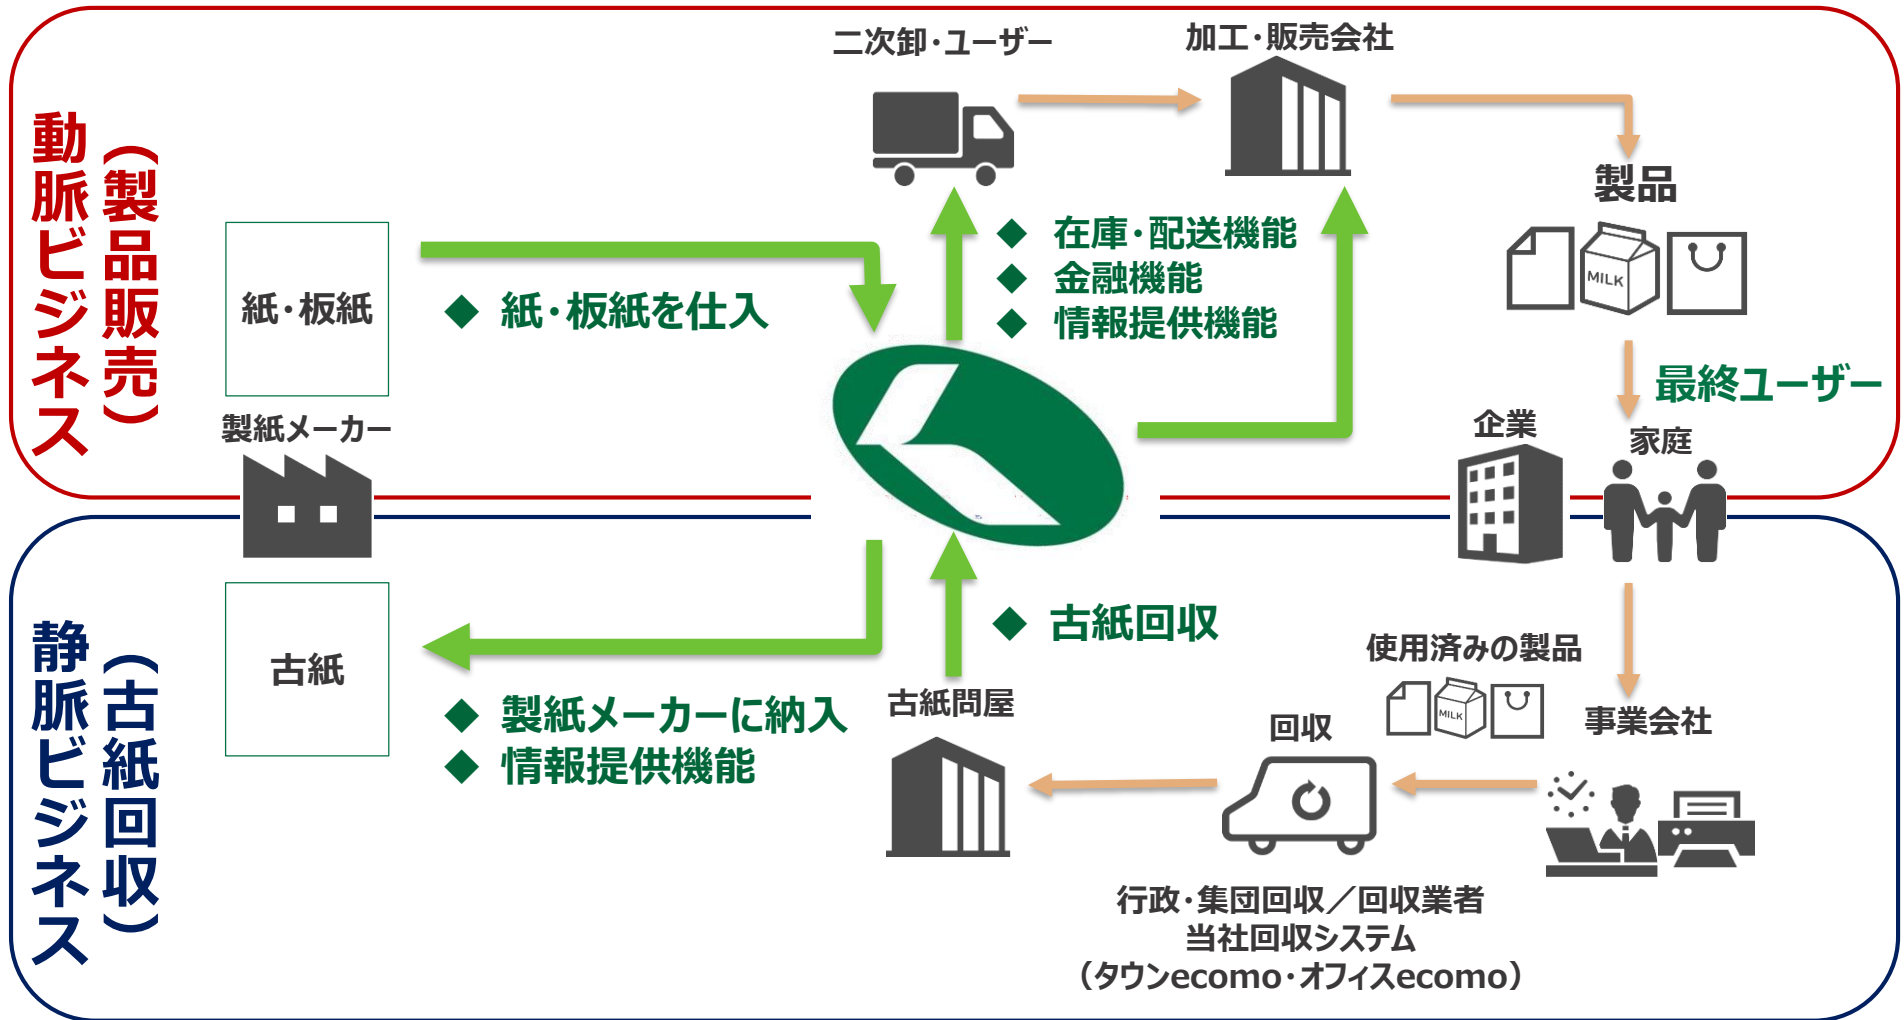 動脈ビジネス
（製品販売）
二次卸・ユーザー
加工・販売会社
製品
MILK
紙・板紙
◆ 紙・板紙を仕入
◆ 在庫・配送機能
◆ 金融機能
◆ 情報提供機能
最終ユーザー
製紙メーカー
企業
家庭
静脈ビジネス
（古紙回収）
古紙
◆ 製紙メーカーに納入
◆ 情報提供機能
◆ 古紙回収
古紙問屋
回収
使用済みの製品
MILK
事業会社
行政・集団回収／回収業者
当社回収システム
（タウンecomo・オフィスecomo）